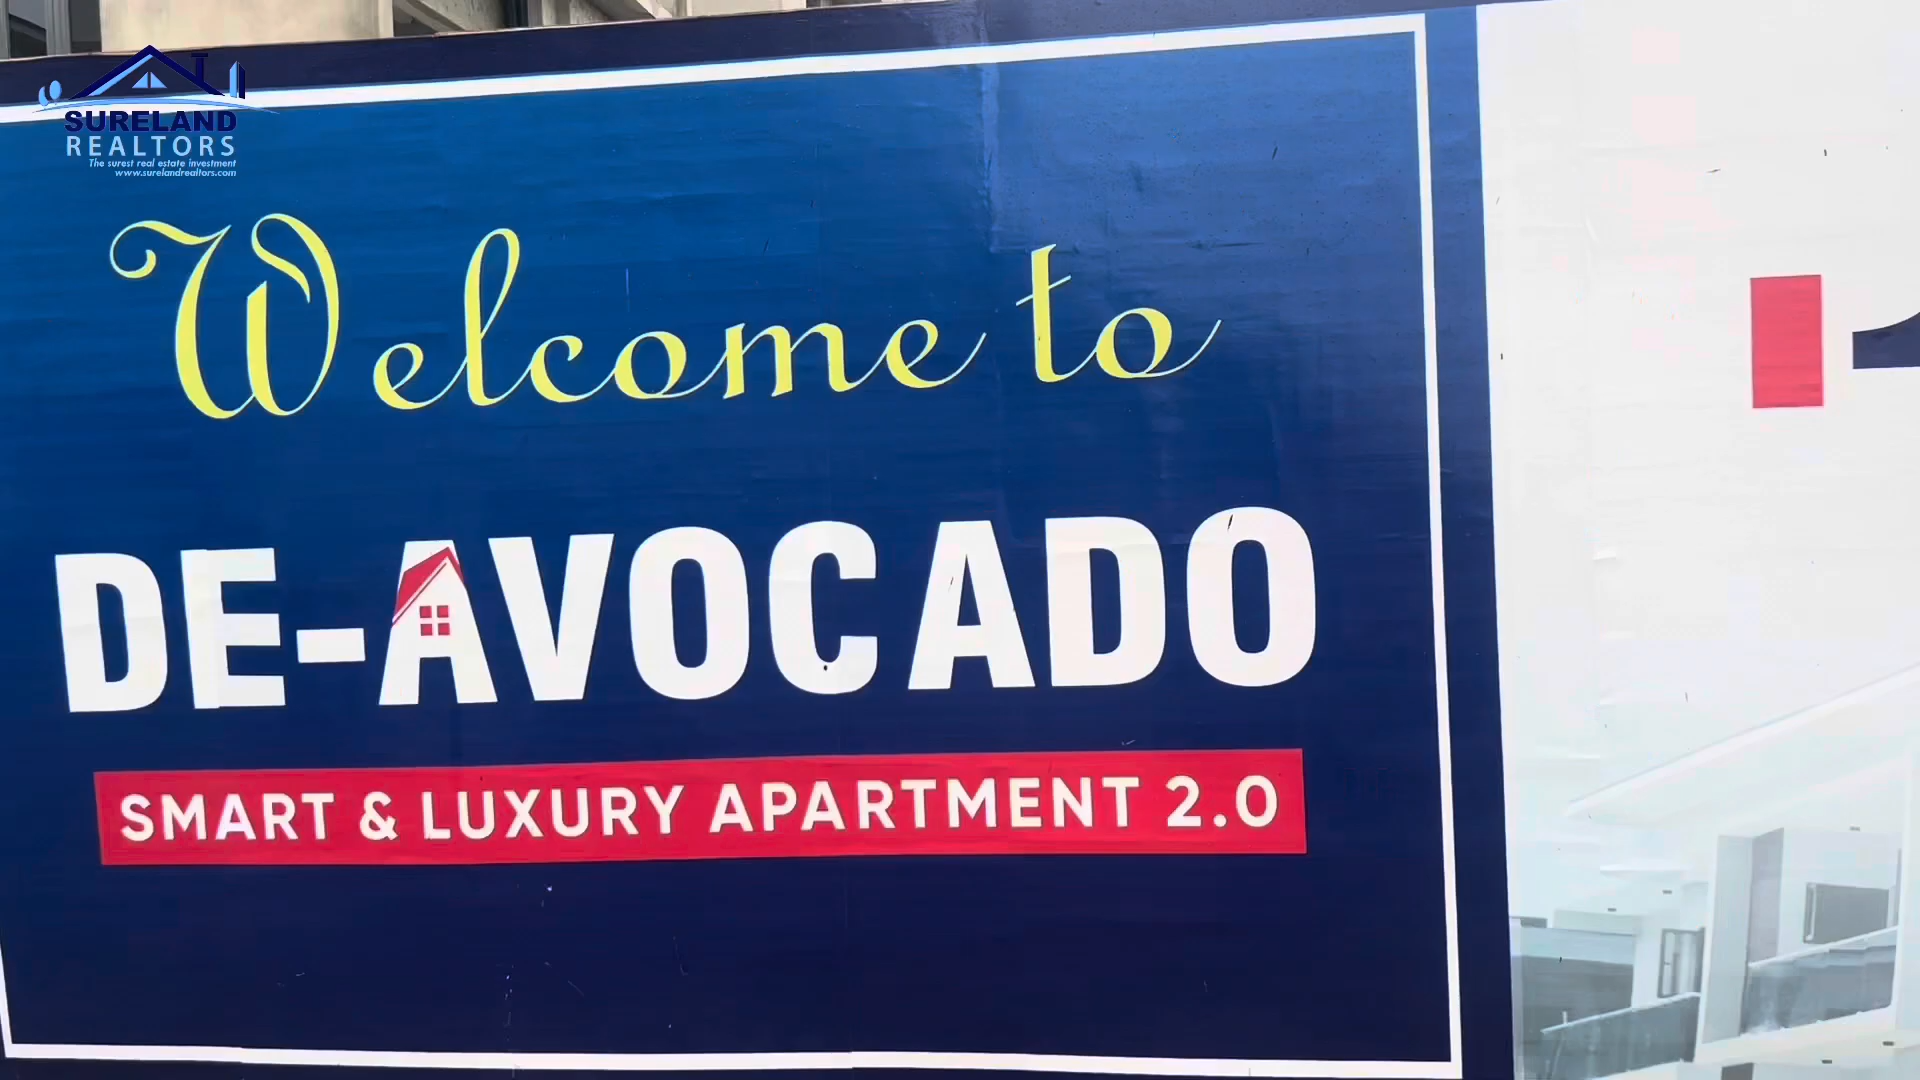 SURELAND
REALTORS
The surest real estate investment
www.surelandrealtors.com
Welcome to
DE-AVOCADO
SMART & LUXURY APARTMENT 2.0